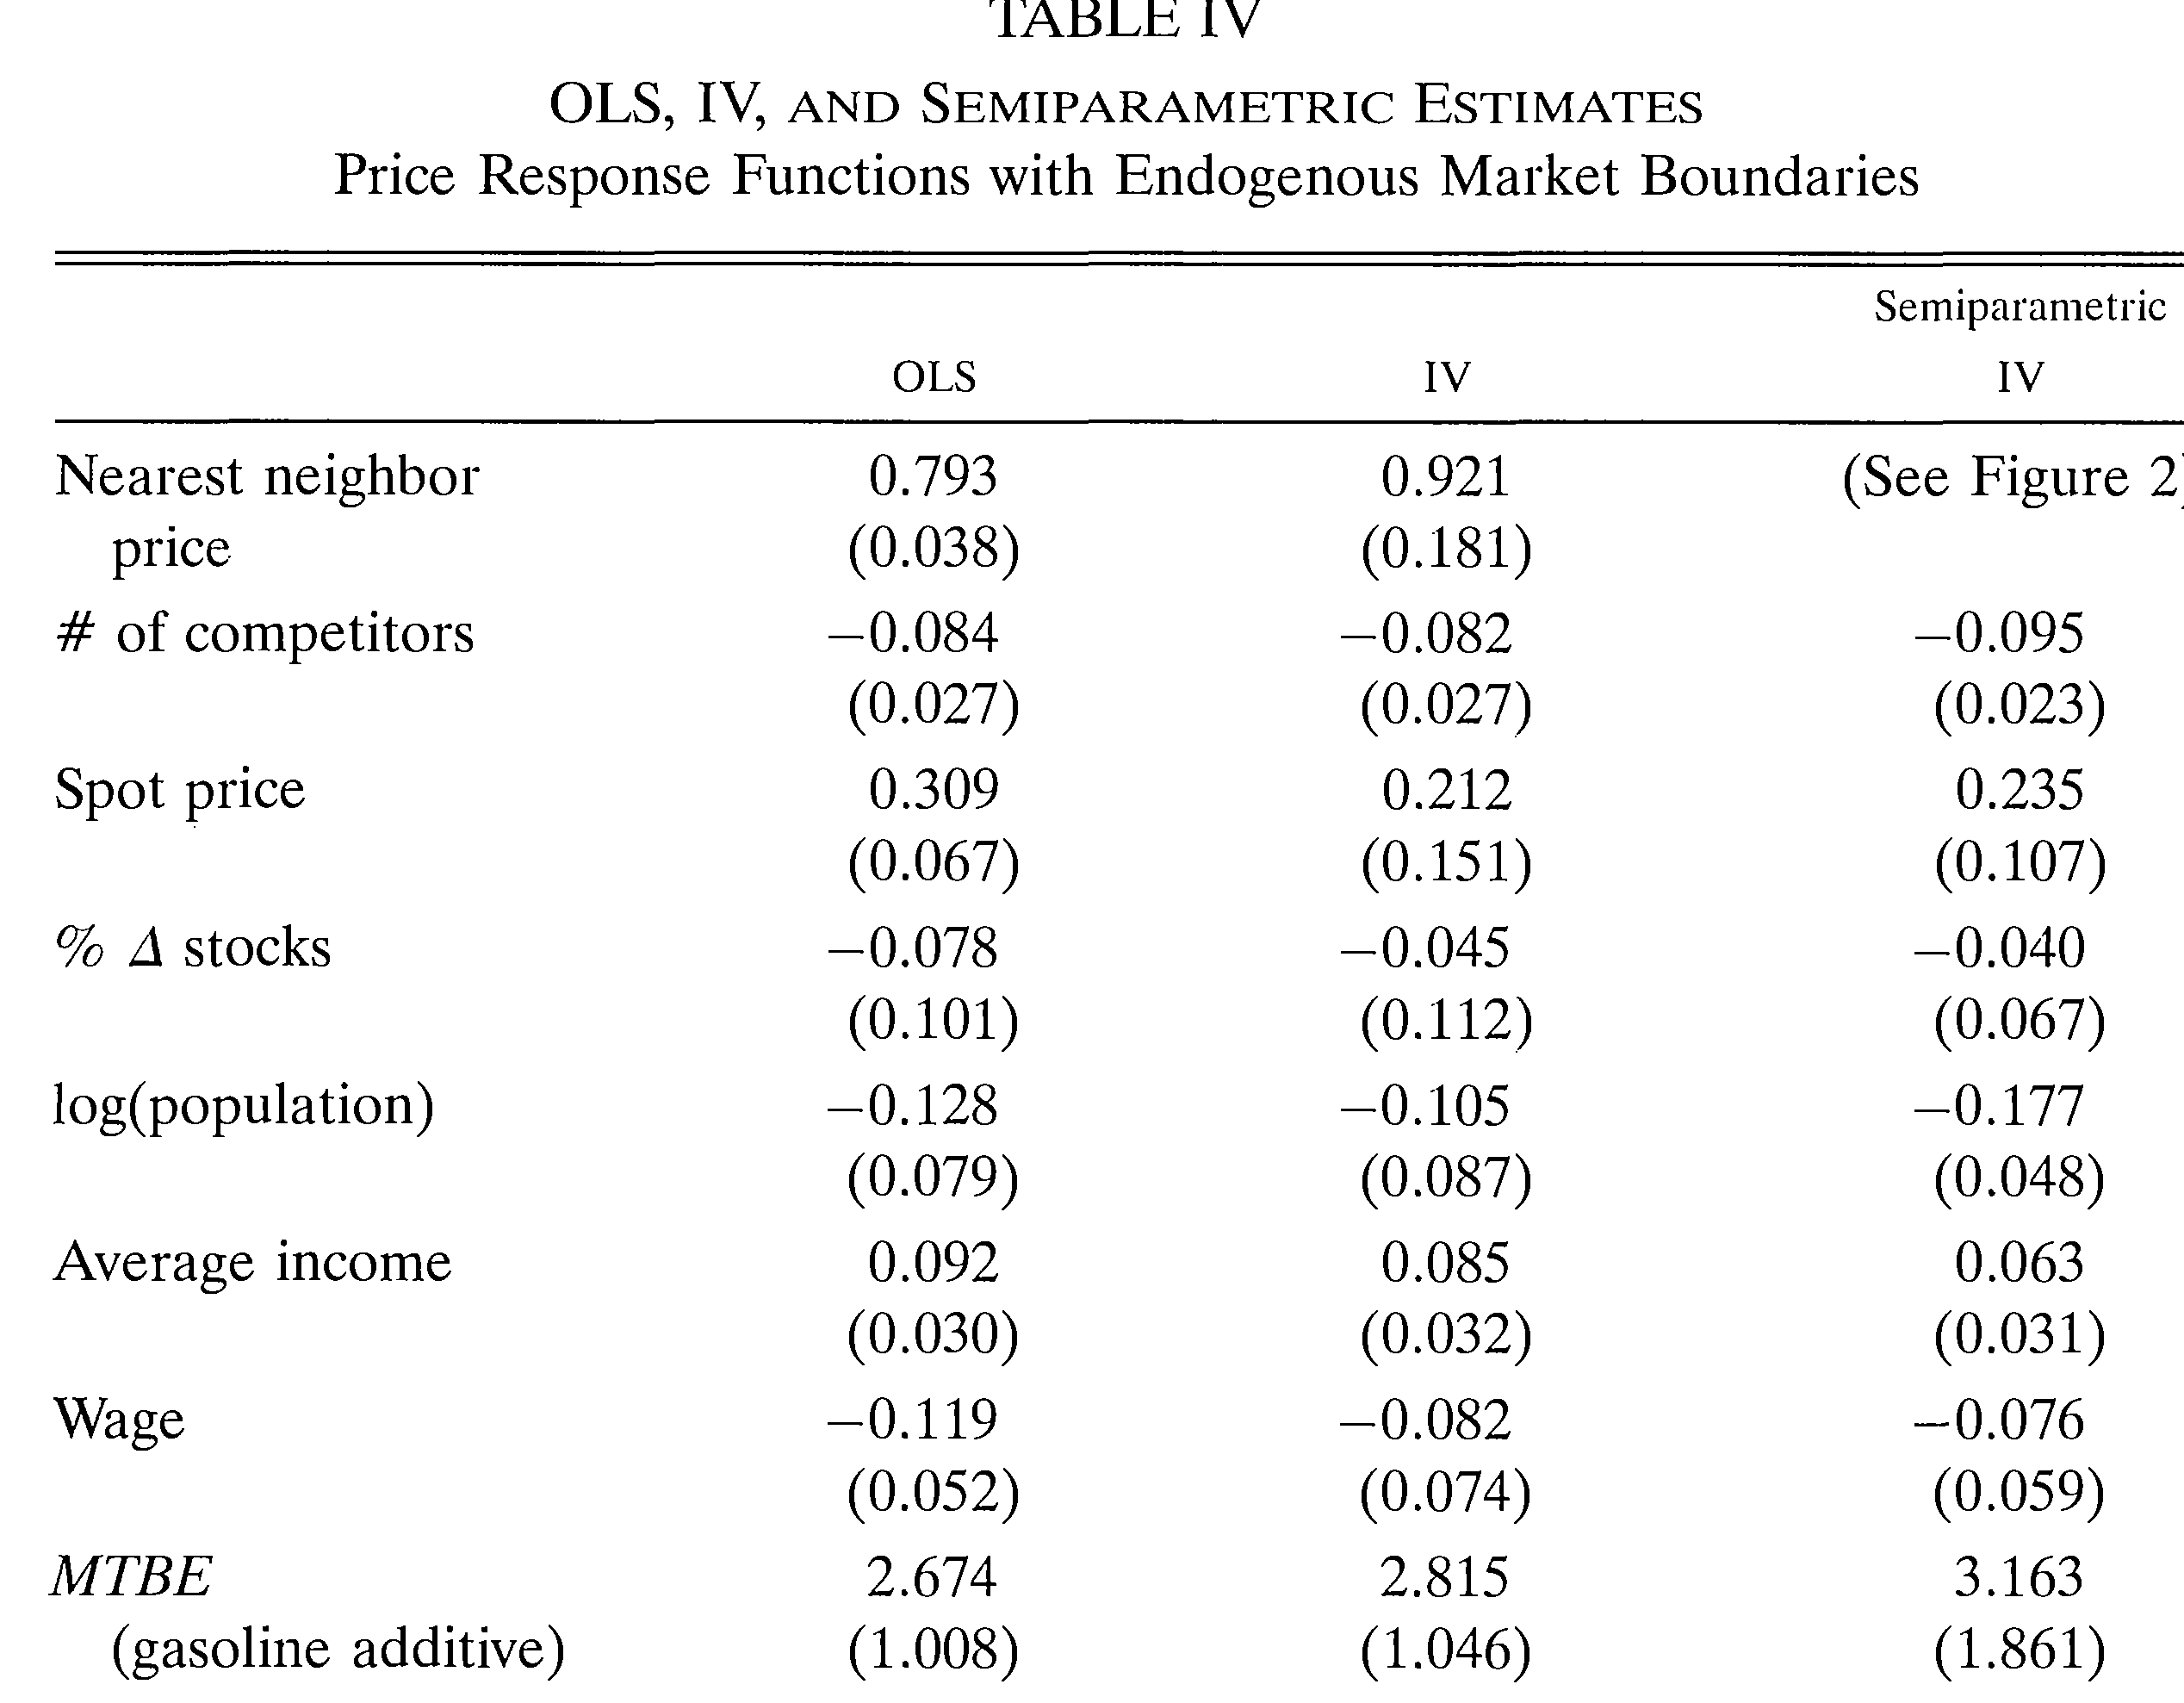 TABLE IV
OLS, IV, AND SEMIPARAMETRIC ESTIMATES
Price Response Functions with Endogenous Market Boundaries
Semiparametric
OLS IV IV
Nearest neighbor 0.793 0.921 (See Figure 2)
price (0.038) (0.181)
# of competitors −0.084 −0.082 −0.095
(0.027) (0.027) (0.023)
Spot price 0.309 0.212 0.235
(0.067) (0.151) (0.107)
% Δ stocks −0.078 −0.045 −0.040
(0.101) (0.112) (0.067)
log(population) −0.128 −0.105 −0.177
(0.079) (0.087) (0.048)
Average income 0.092 0.085 0.063
(0.030) (0.032) (0.031)
Wage −0.119 −0.082 −0.076
(0.052) (0.074) (0.059)
MTBE 2.674 2.815 3.163
(gasoline additive) (1.008) (1.046) (1.861)